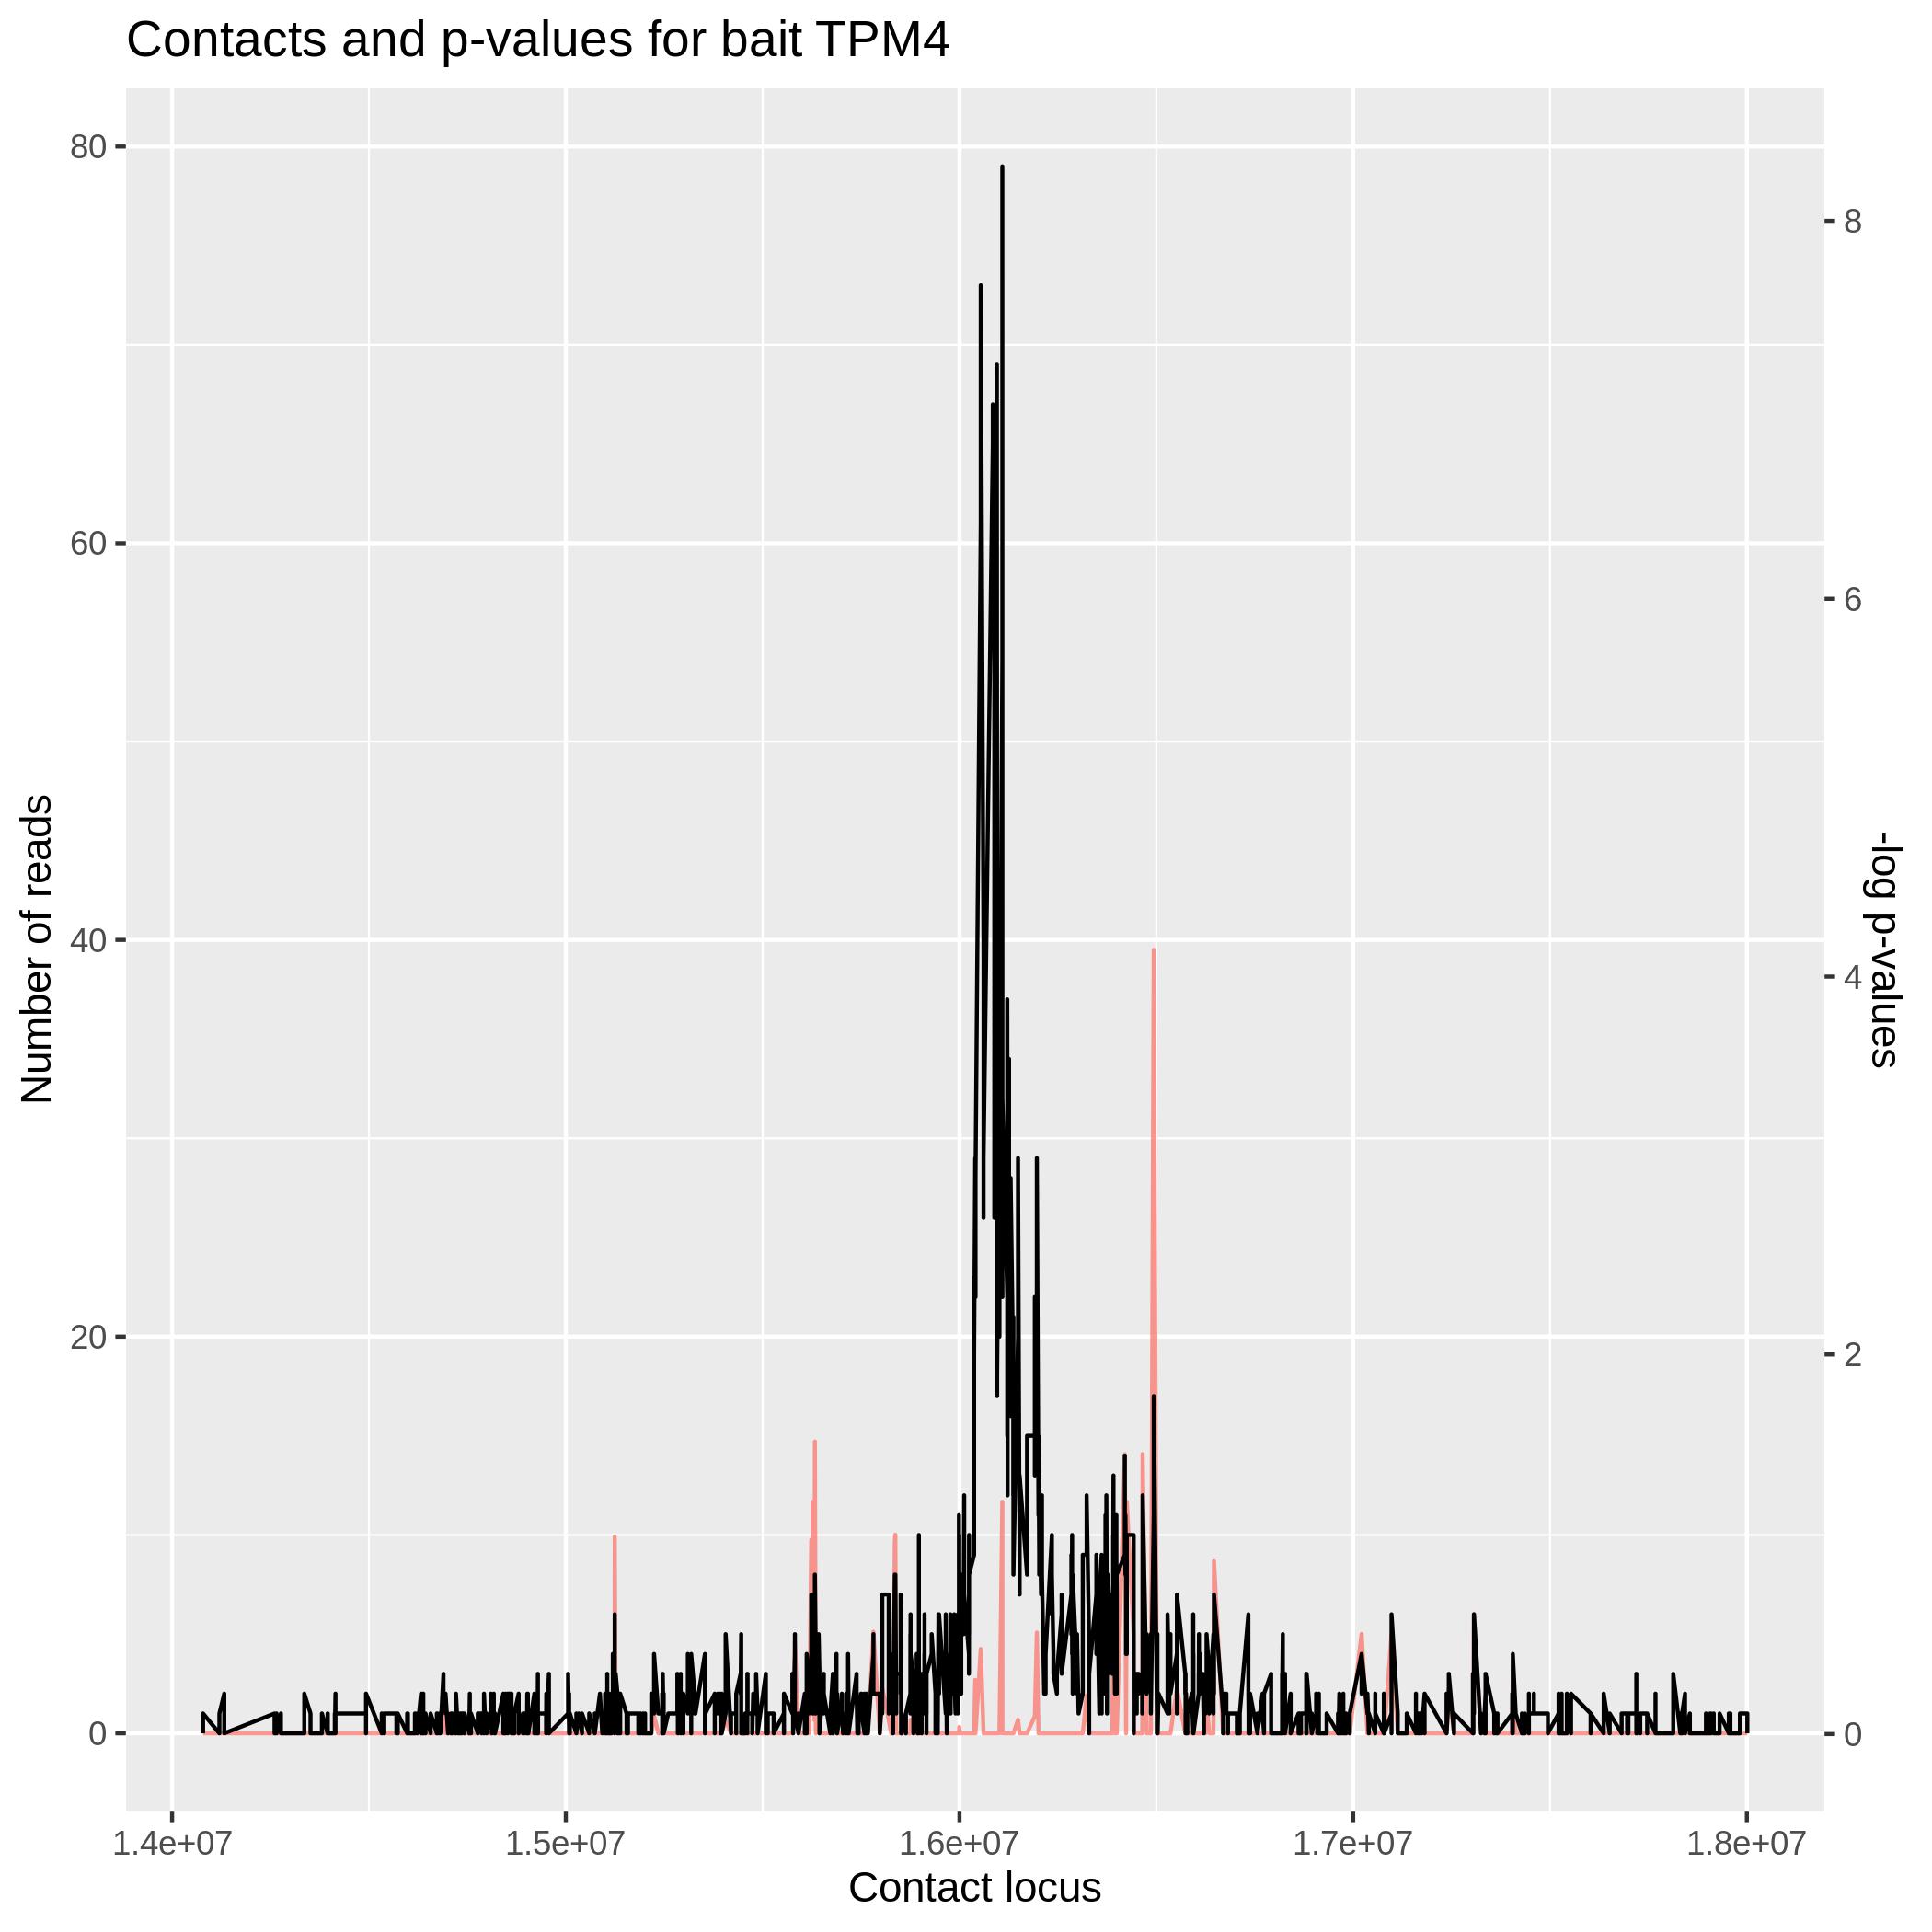 Contacts and p-values for bait TPM4
80
60
40
20
0
Number of reads
8
6
4
2
0
-log p-values
1.4e+07
1.5e+07
1.6e+07
1.7e+07
1.8e+07
Contact locus